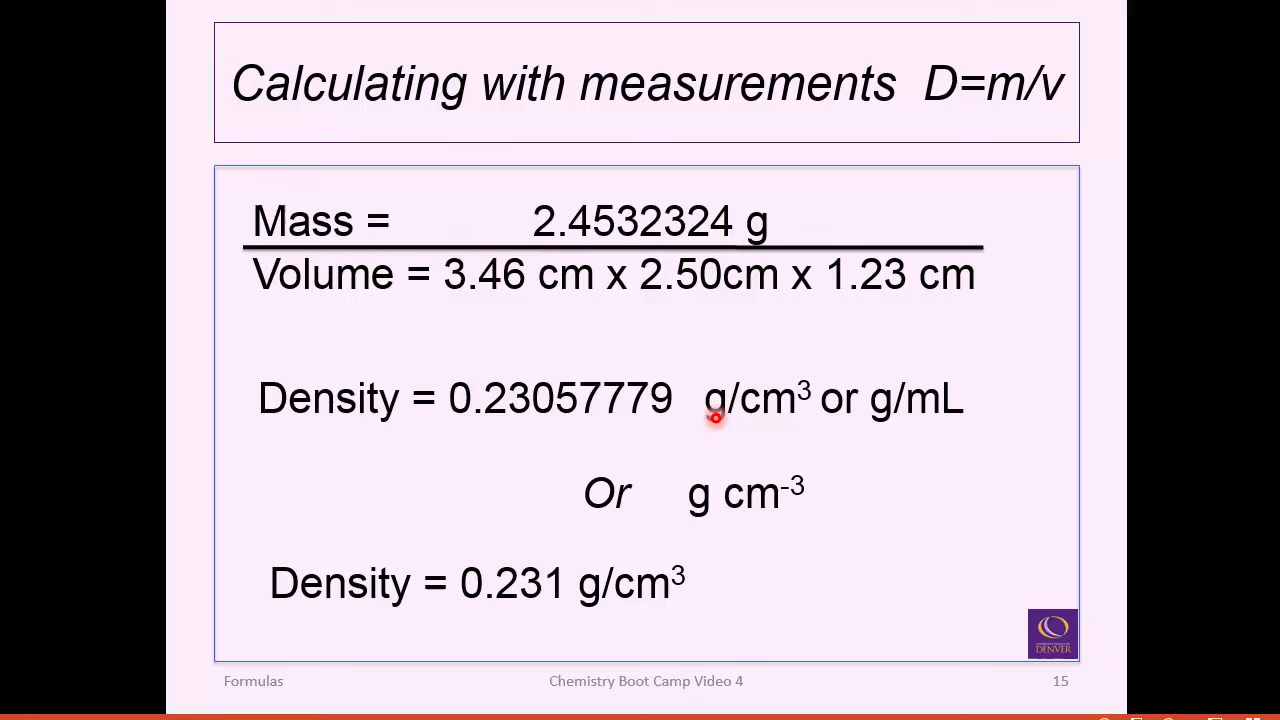 Calculating with measurements D=m/v
Mass = 2.4532324 g
Volume = 3.46 cm x 2.50cm x 1.23 cm
Density = 0.23057779 g/cm³ or g/mL
Or g cm⁻³
Density = 0.231 g/cm³
DENVER
Formulas
Chemistry Boot Camp Video 4
15